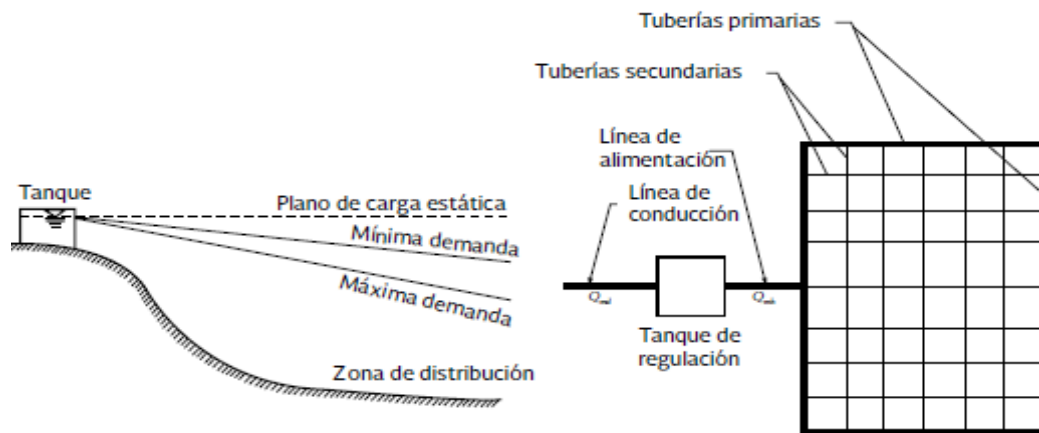 Tanque
Plano de carga estática
Mínima demanda
Máxima demanda
Zona de distribución
Tuberías primarias
Tuberías secundarias
Línea de
alimentación
Línea de
conducción
Tanque de
regulación